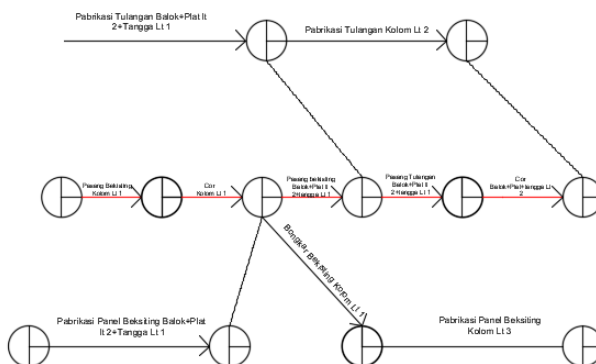 Pabrikasi Tulangan Balok+Plat lt
2+Tangga Lt 1
Pabrikasi Tulangan Kolom Lt 2
Pasang Bekisting
Kolom Lt 1
Cor
Kolom Lt 1
Pasang bekisting
Balok+Plat lt
2+tangga Lt 1
Pasang Tulangan
Balok+Plat lt
2+tangga Lt 1
Cor
Balok+Plat+tangga Lt
2
Bongkar Bekisting Kolom Lt 1
Pabrikasi Panel Beksiting Balok+Plat
lt 2+Tangga Lt 1
Pabrikasi Panel Beksiting
Kolom Lt 3